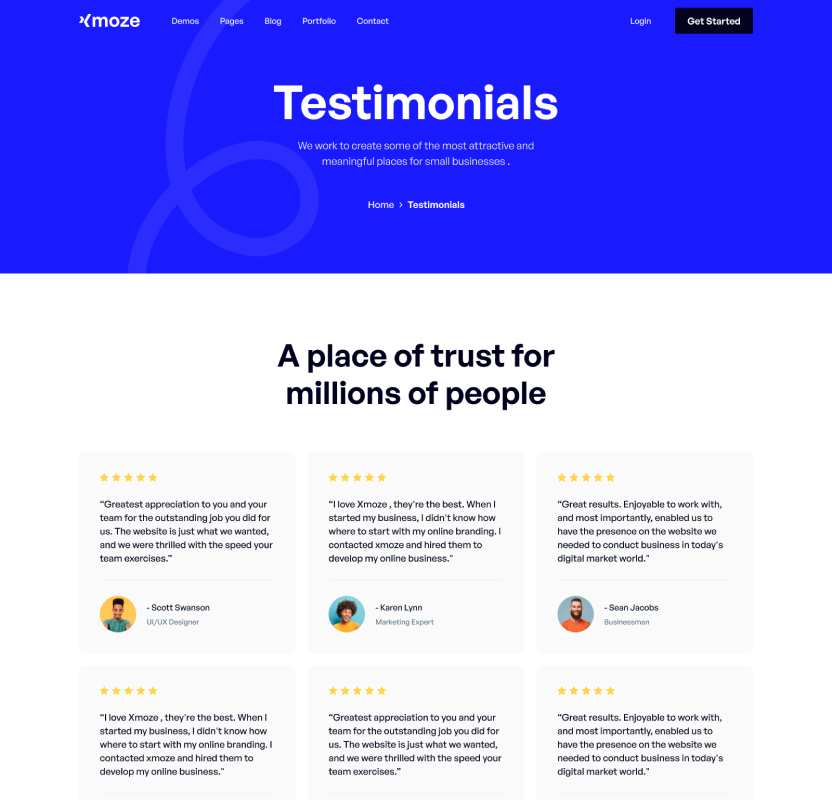 Xmoze Demos Pages Blog Portfolio Contact Login Get Started
Testimonials
We work to create some of the most attractive and
meaningful places for small businesses .
Home > Testimonials
A place of trust for
millions of people
“Greatest appreciation to you and your
team for the outstanding job you did for
us. The website is just what we wanted,
and we were thrilled with the speed your
team exercises.”
- Scott Swanson
UI/UX Designer
“I love Xmoze , they're the best. When I
started my business, I didn't know how
where to start with my online branding. I
contacted xmoze and hired them to
develop my online business."
- Karen Lynn
Marketing Expert
“Great results. Enjoyable to work with,
and most importantly, enabled us to
have the presence on the website we
needed to conduct business in today's
digital market world."
- Sean Jacobs
Businessman
“I love Xmoze , they're the best. When I
started my business, I didn't know how
where to start with my online branding. I
contacted xmoze and hired them to
develop my online business."
“Greatest appreciation to you and your
team for the outstanding job you did for
us. The website is just what we wanted,
and we were thrilled with the speed your
team exercises.”
“Great results. Enjoyable to work with,
and most importantly, enabled us to
have the presence on the website we
needed to conduct business in today's
digital market world."